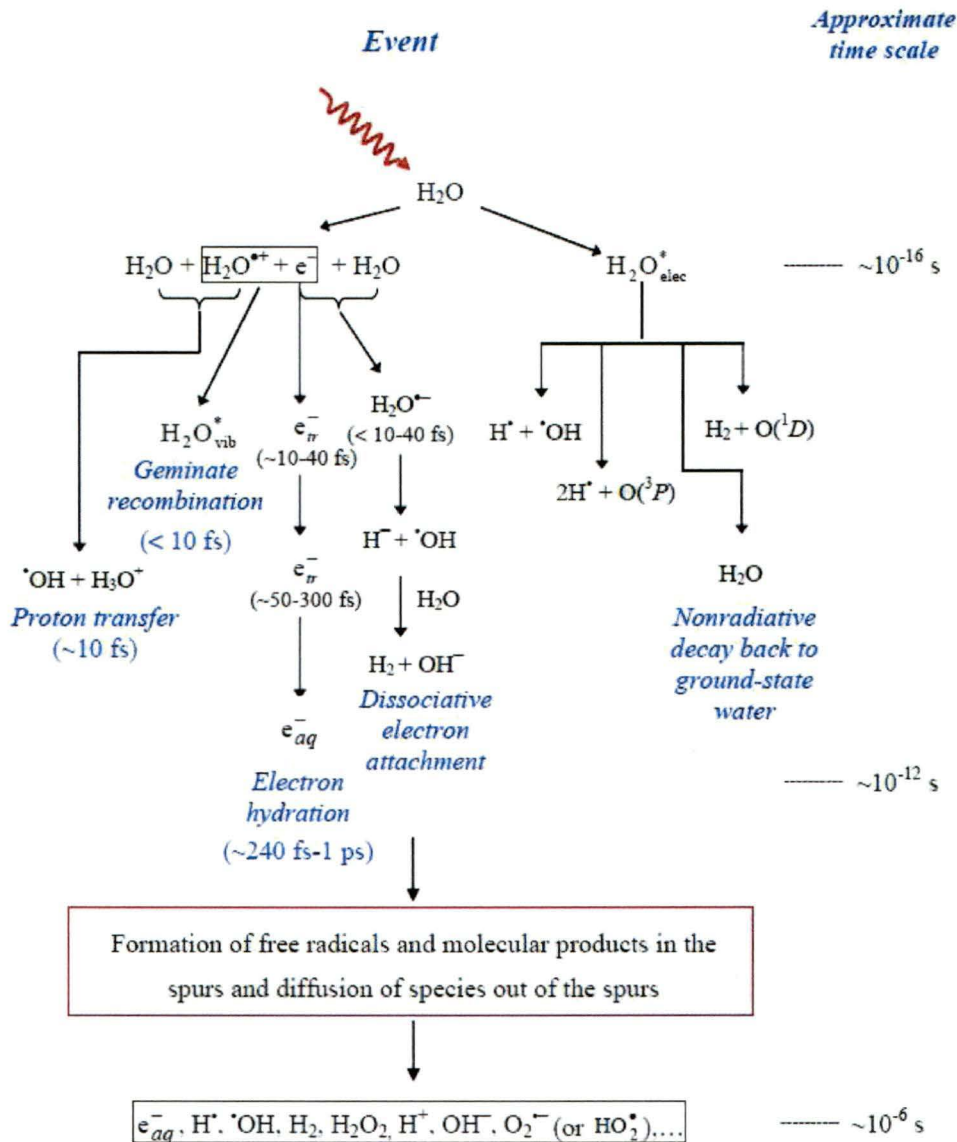 Event
Approximate
time scale
H₂O
H₂O + H₂O•⁺ + e⁻ + H₂O
H₂O*elec
~10⁻¹⁶ s
H₂O*vib
Geminate
recombination
(< 10 fs)
e⁻tr
(~10-40 fs)
H₂O•⁻
(< 10-40 fs)
H• + •OH
2H• + O(³P)
H₂ + O(¹D)
•OH + H₃O⁺
Proton transfer
(~10 fs)
e⁻tr
(~50-300 fs)
H⁻ + •OH
H₂O
H₂ + OH⁻
Dissociative
electron
attachment
H₂O
Nonradiative
decay back to
ground-state
water
e⁻aq
Electron
hydration
(~240 fs-1 ps)
~10⁻¹² s
Formation of free radicals and molecular products in the
spurs and diffusion of species out of the spurs
e⁻aq, H•, •OH, H₂, H₂O₂, H⁺, OH⁻, O₂•⁻ (or HO₂•),....
~10⁻⁶ s